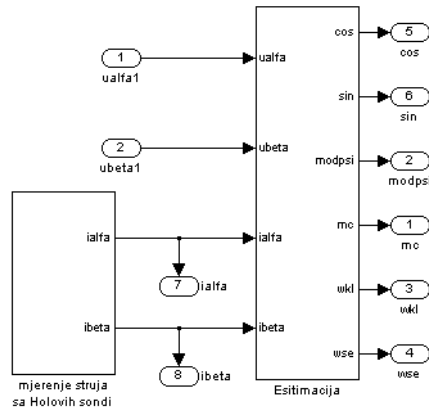 1
ualfa1
2
ubeta1
ialfa
ibeta
mjerenje struja
sa Holovih sondi
7
ialfa
8
ibeta
ualfa
ubeta
ialfa
ibeta
cos
sin
modpsi
mc
wkl
wse
Esitimacija
5
cos
6
sin
2
modpsi
1
mc
3
wkl
4
wse